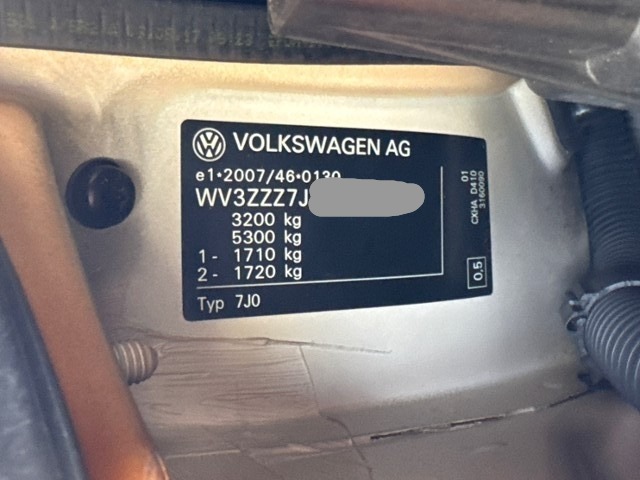 VOLKSWAGEN AG
e1•2007/46•0130
WV3ZZZ7J
3200 kg
5300 kg
1- 1710 kg
2- 1720 kg
Typ 7J0
01
CXHA D410
3160090
0.5